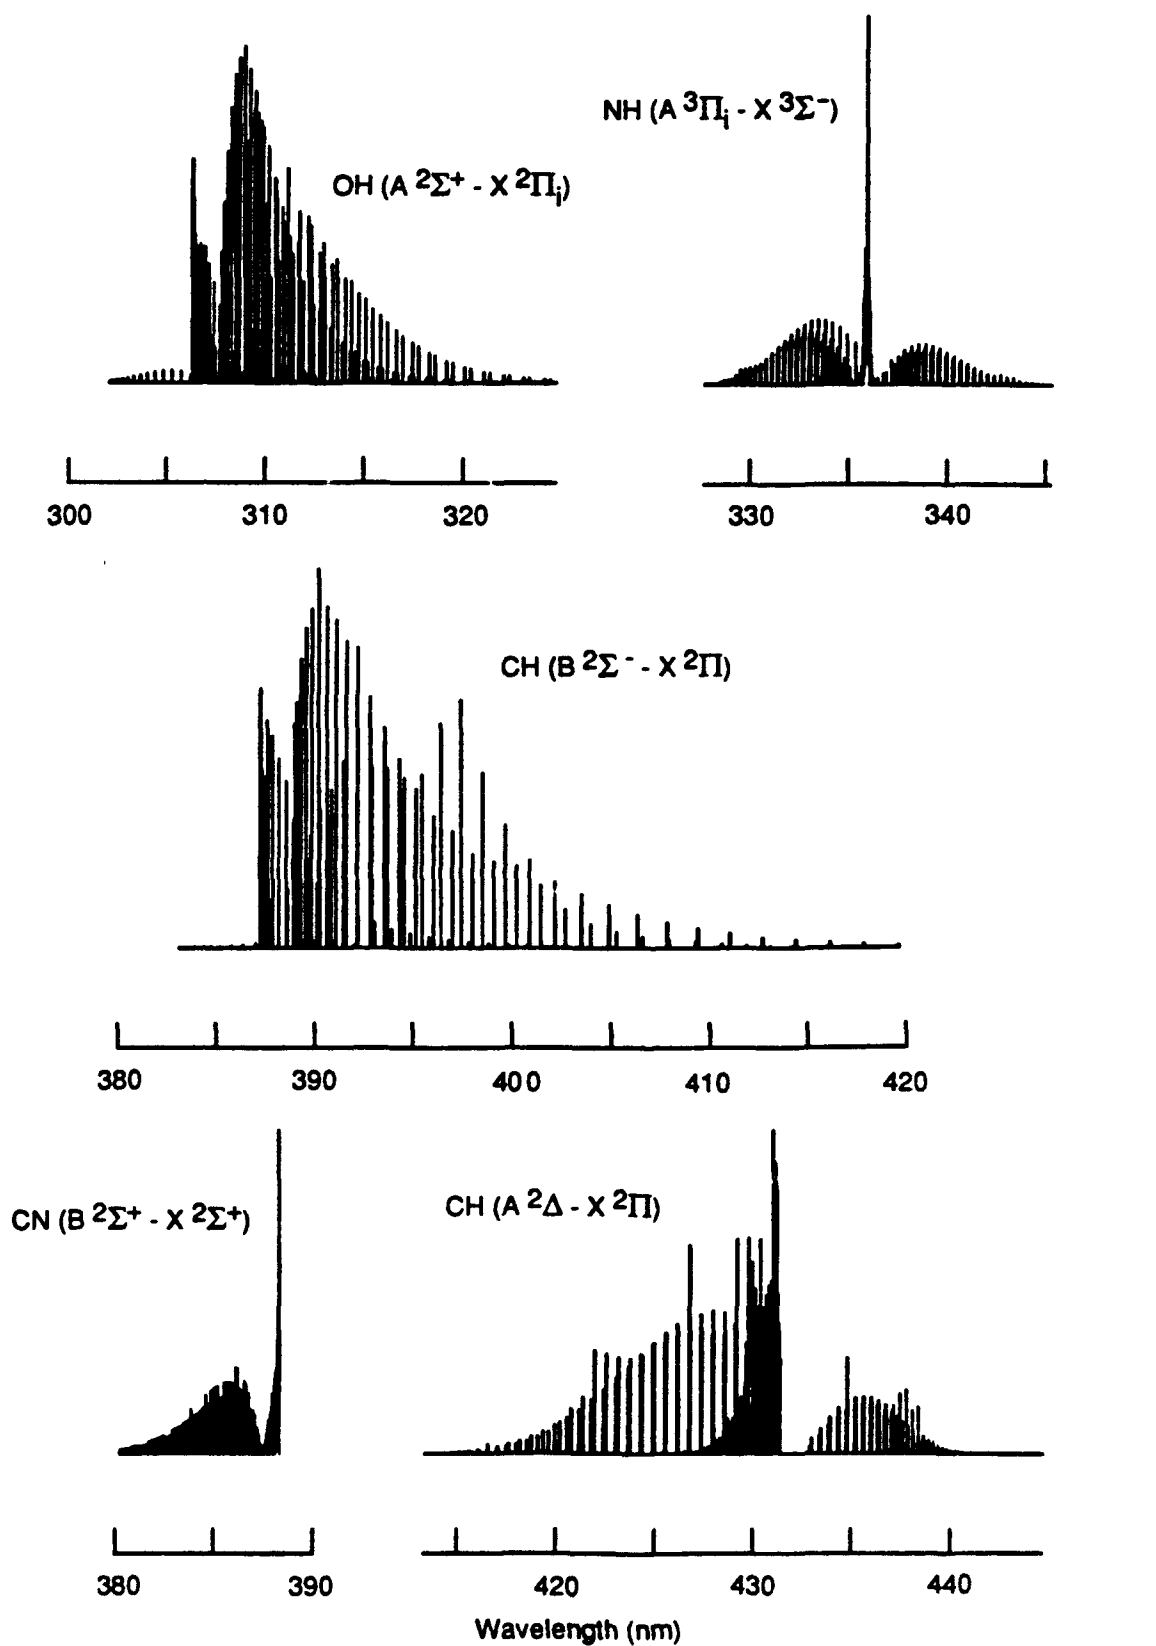 NH (A ³Πi - X ³Σ⁻)
OH (A ²Σ⁺ - X ²Πi)
300 310 320 330 340
CH (B ²Σ⁻ - X ²Π)
380 390 400 410 420
CN (B ²Σ⁺ - X ²Σ⁺) CH (A ²Δ - X ²Π)
380 390 420 430 440
Wavelength (nm)